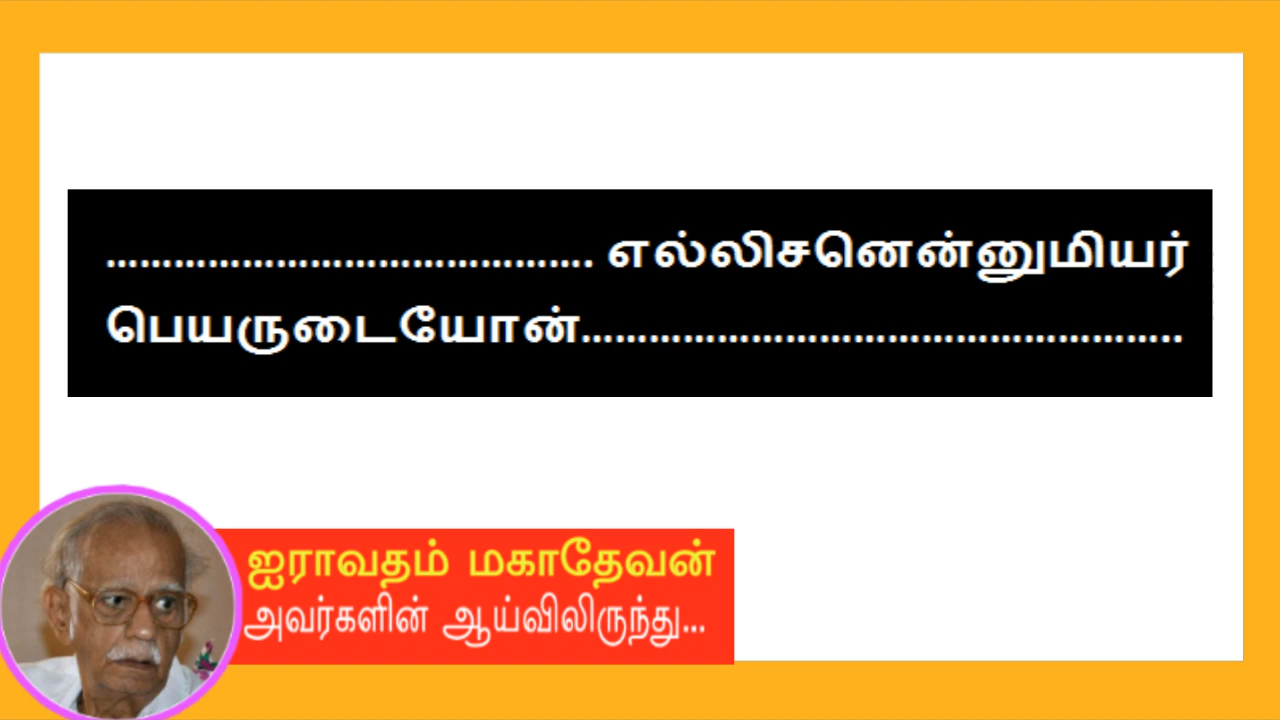 ........................................... எல்லிசனென்னுமியர்
பெயருடையோன்.....................................................
ஐராவதம் மகாதேவன்
அவர்களின் ஆய்விலிருந்து...